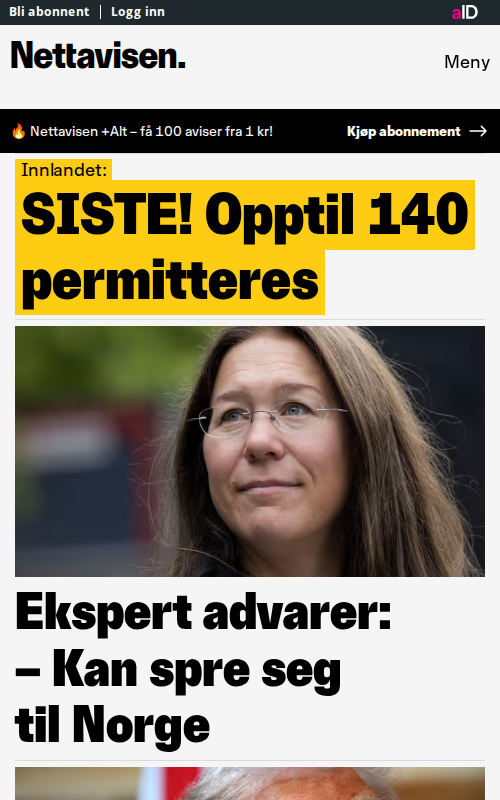 Bli abonnent | Logg inn
aID
Nettavisen.
Meny
🔥 Nettavisen +Alt – få 100 aviser fra 1 kr!
Kjøp abonnement →
Innlandet:
SISTE! Opptil 140
permitteres
Ekspert advarer:
– Kan spre seg
til Norge